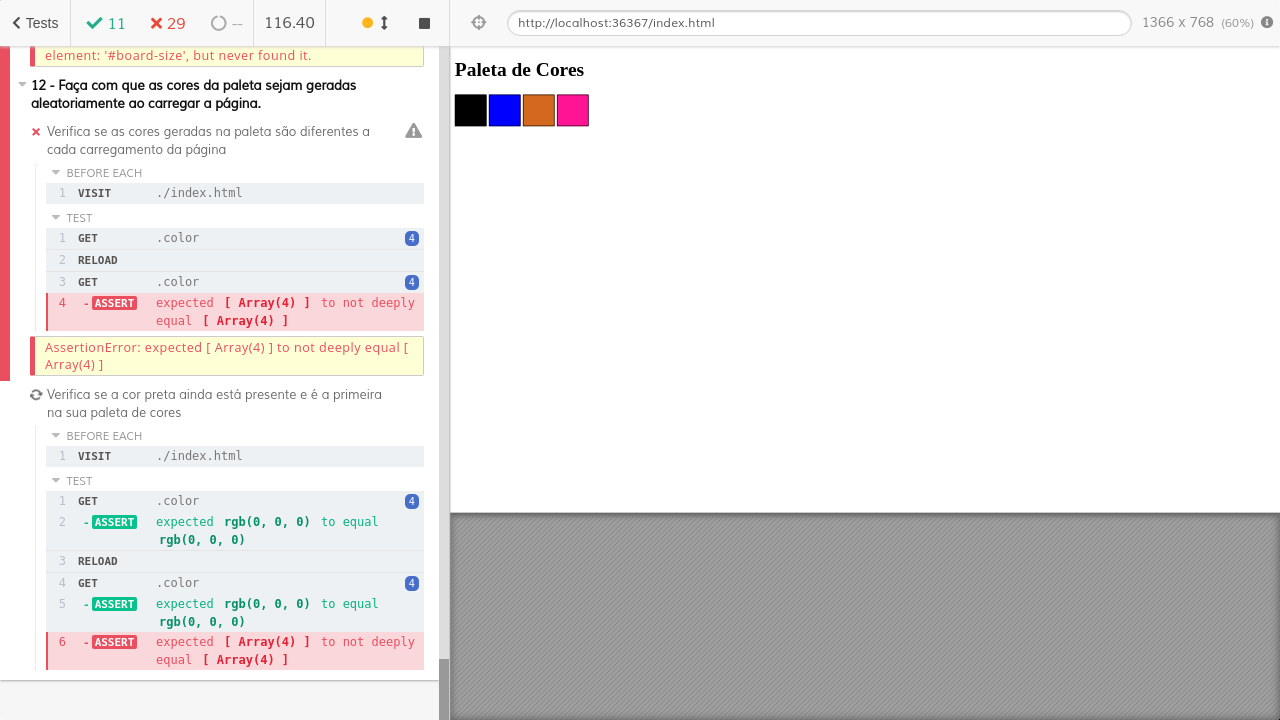 Tests
11
29
--
116.40
http://localhost:36367/index.html
1366 x 768 (60%)
element: '#board-size', but never found it.
12 - Faça com que as cores da paleta sejam geradas
aleatoriamente ao carregar a página.
Verifica se as cores geradas na paleta são diferentes a
cada carregamento da página
BEFORE EACH
1 VISIT ./index.html
TEST
1 GET .color 4
2 RELOAD
3 GET .color 4
4 -ASSERT expected [ Array(4) ] to not deeply
equal [ Array(4) ]
AssertionError: expected [ Array(4) ] to not deeply equal [
Array(4) ]
Verifica se a cor preta ainda está presente e é a primeira
na sua paleta de cores
BEFORE EACH
1 VISIT ./index.html
TEST
1 GET .color 4
2 -ASSERT expected rgb(0, 0, 0) to equal
rgb(0, 0, 0)
3 RELOAD
4 GET .color 4
5 -ASSERT expected rgb(0, 0, 0) to equal
rgb(0, 0, 0)
6 -ASSERT expected [ Array(4) ] to not deeply
equal [ Array(4) ]
Paleta de Cores